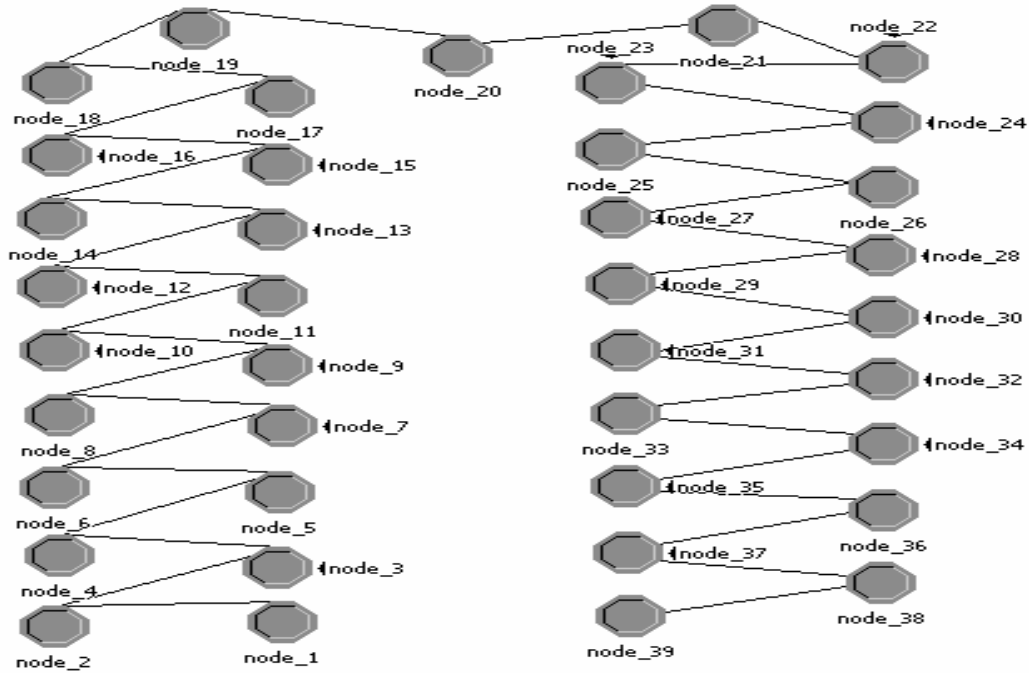 node_22
node_23
node_19
node_21
node_20
node_18
node_17
node_24
node_16
node_15
node_25
node_27
node_26
node_13
node_14
node_28
node_12
node_29
node_30
node_11
node_10
node_31
node_9
node_32
node_7
node_8
node_33
node_34
node_35
node_6
node_5
node_36
node_37
node_3
node_4
node_38
node_39
node_2
node_1